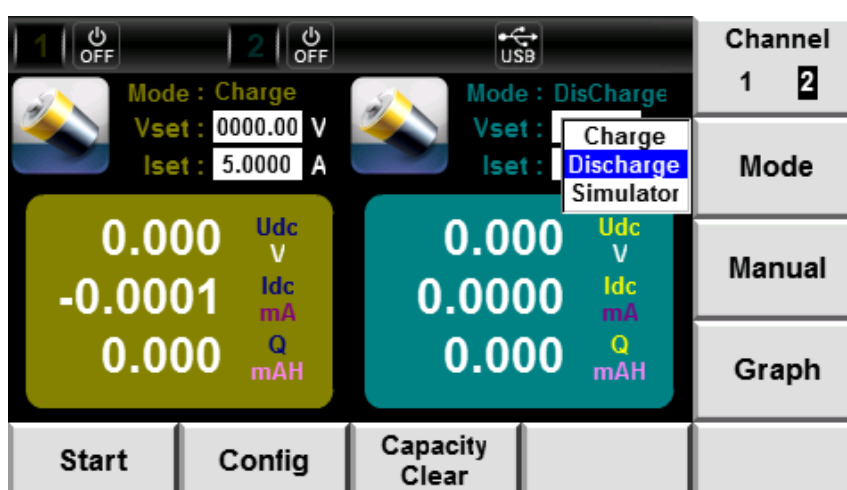 1 OFF 2 OFF USB
Channel
1 2
Mode : Charge
Vset : 0000.00 V
Iset : 5.0000 A
Mode : DisCharge
Vset :
Iset :
Charge
Discharge
Simulator
0.000 Udc V
-0.0001 Idc mA
0.000 Q mAH
0.000 Udc V
0.0000 Idc mA
0.000 Q mAH
Mode
Manual
Graph
Start
Config
Capacity
Clear